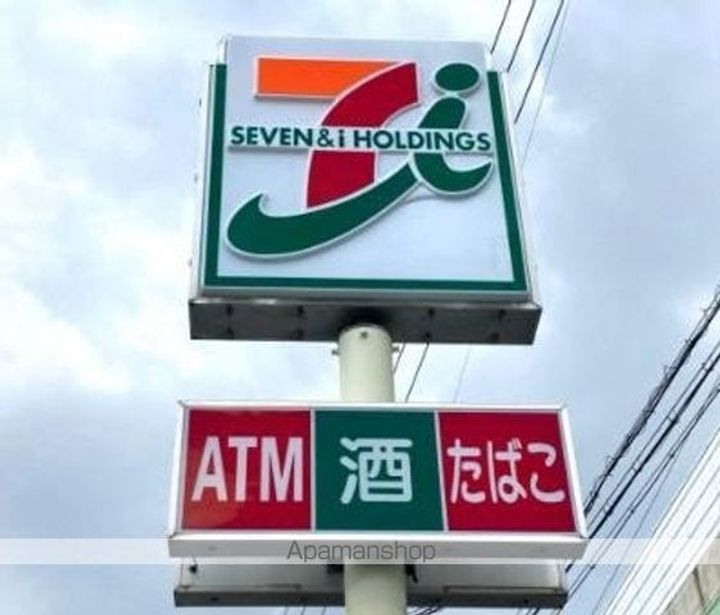 SEVEN&i HOLDINGS
ATM 酒 たばこ
Apamanshop